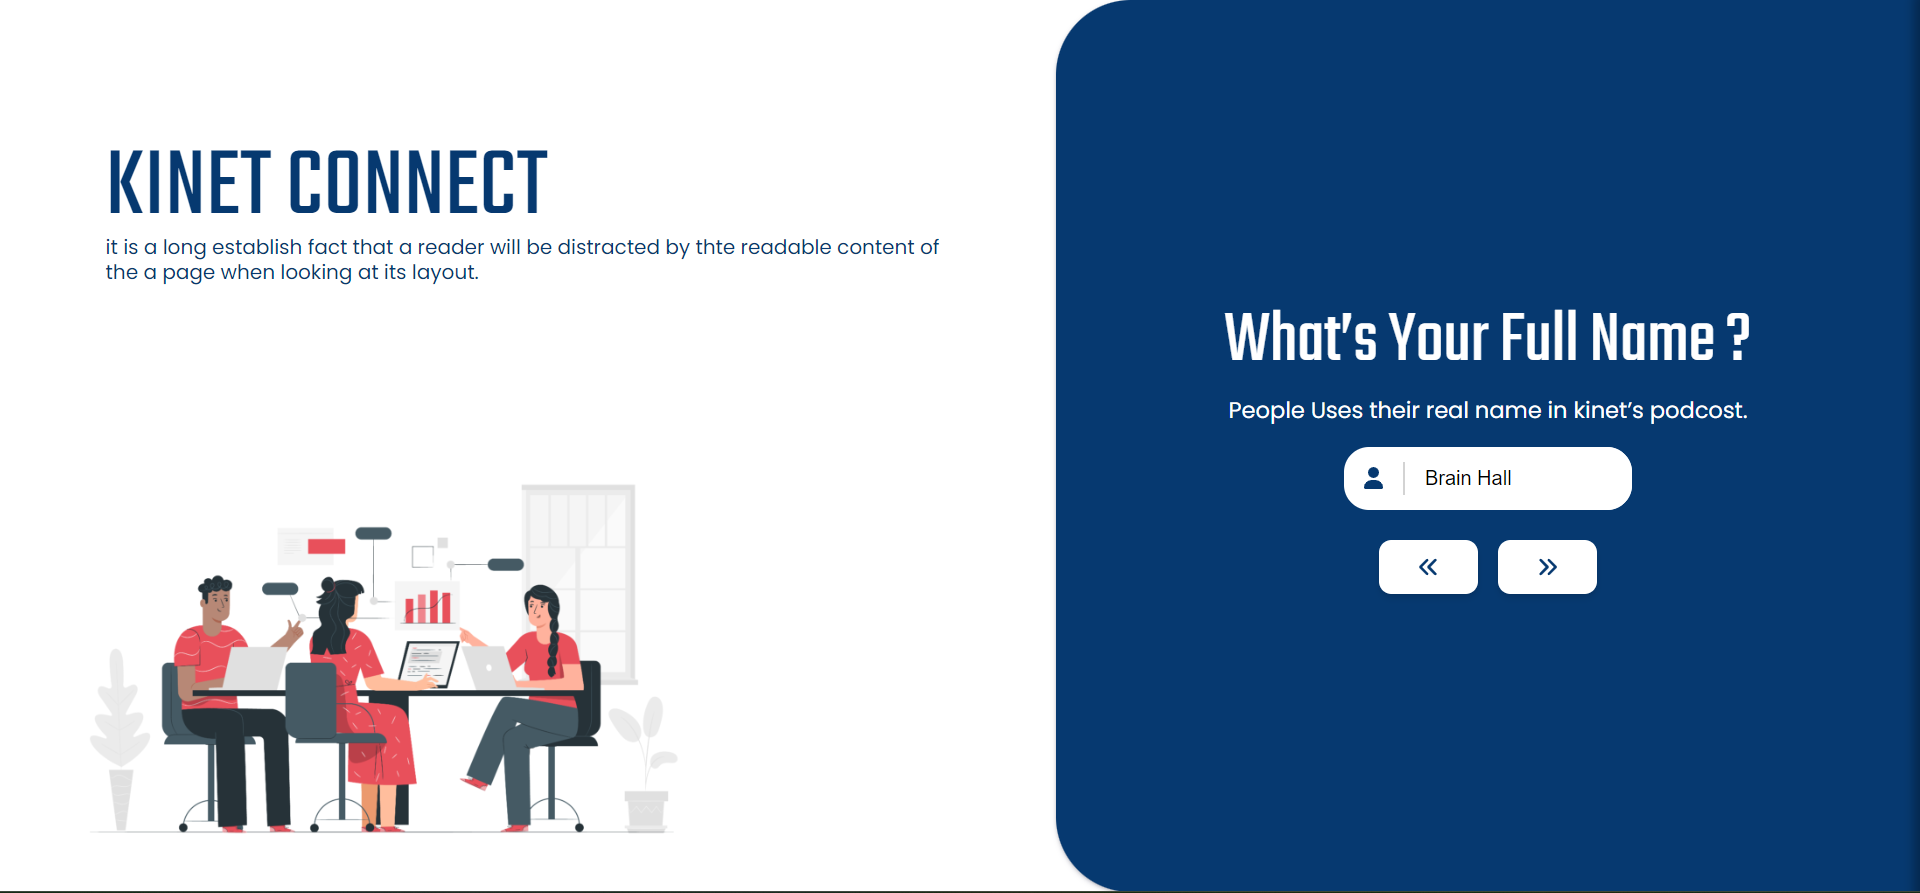 KINET CONNECT
it is a long establish fact that a reader will be distracted by thte readable content of
the a page when looking at its layout.
What's Your Full Name ?
People Uses their real name in kinet's podcost.
Brain Hall